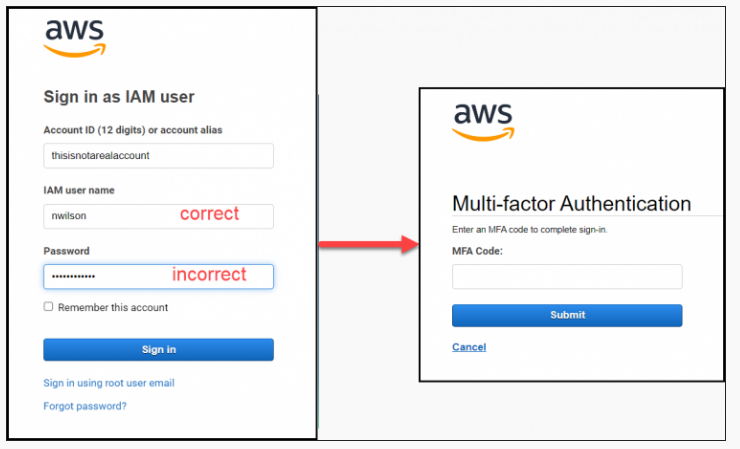 aws
Sign in as IAM user
Account ID (12 digits) or account alias
thisisnotarealaccount
IAM user name
nwilson correct
Password
•••••••••••• incorrect
Remember this account
Sign in
Sign in using root user email
Forgot password?
aws
Multi-factor Authentication
Enter an MFA code to complete sign-in.
MFA Code:
Submit
Cancel